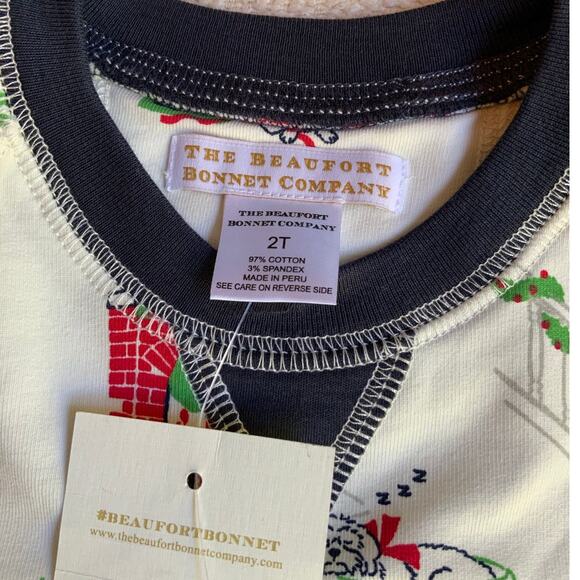 THE BEAUFORT
BONNET COMPANY
THE BEAUFORT
BONNET COMPANY
2T
97% COTTON
3% SPANDEX
MADE IN PERU
SEE CARE ON REVERSE SIDE
#BEAUFORTBONNET
www.thebeaufortbonnetcompany.com
z z z